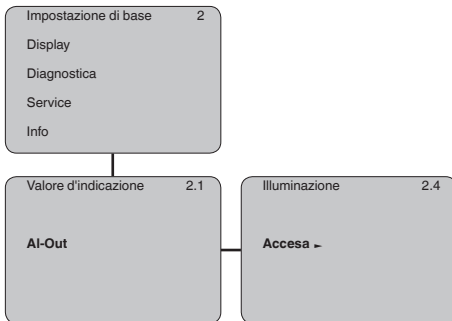 Impostazione di base 2
Display
Diagnostica
Service
Info
Valore d'indicazione 2.1
AI-Out
Illuminazione 2.4
Accesa ►